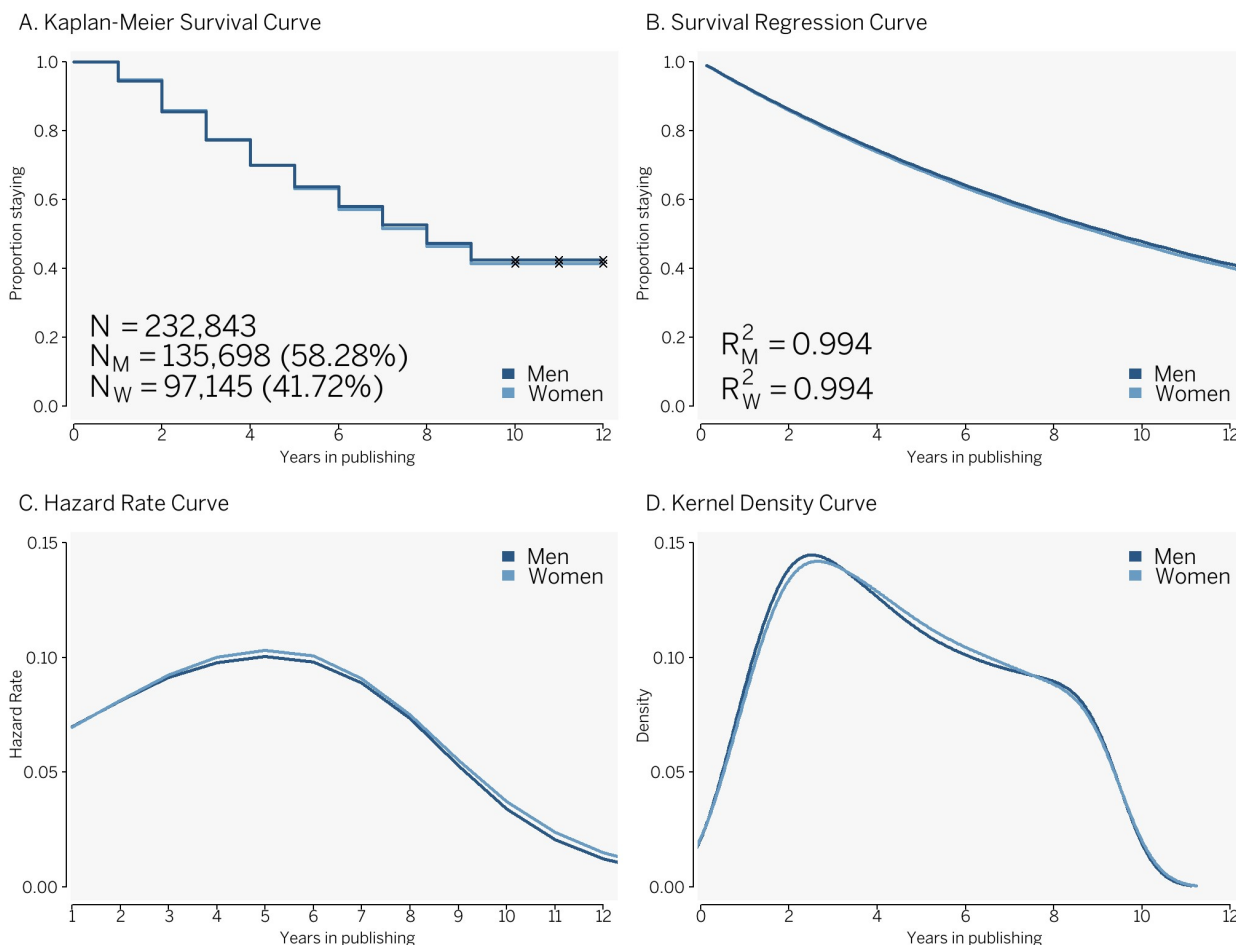 A. Kaplan-Meier Survival Curve
1.0
0.8
0.6
0.4
0.2
0.0
Proportion staying
N = 232,843
N_M = 135,698 (58.28%)
N_W = 97,145 (41.72%)
Men
Women
0 2 4 6 8 10 12
Years in publishing
B. Survival Regression Curve
1.0
0.8
0.6
0.4
0.2
0.0
Proportion staying
R²_M = 0.994
R²_W = 0.994
Men
Women
0 2 4 6 8 10 12
Years in publishing
C. Hazard Rate Curve
0.15
0.10
0.05
0.00
Hazard Rate
Men
Women
1 2 3 4 5 6 7 8 9 10 11 12
Years in publishing
D. Kernel Density Curve
0.15
0.10
0.05
0.00
Density
Men
Women
0 2 4 6 8 10 12
Years in publishing